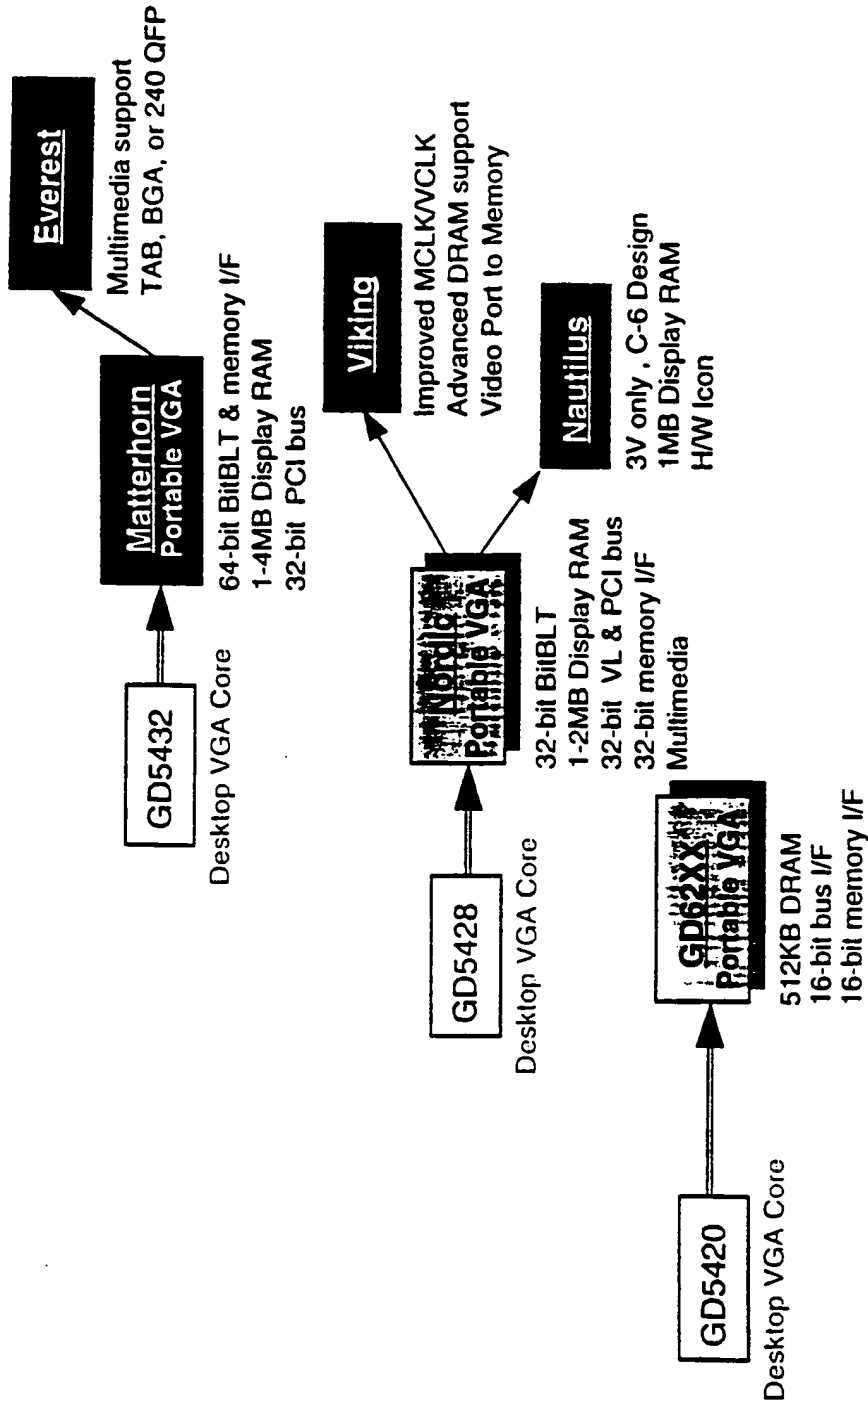 GD5432
Desktop VGA Core
Matterhorn
Portable VGA
64-bit BitBLT & memory I/F
1-4MB Display RAM
32-bit PCI bus
Everest
Multimedia support
TAB, BGA, or 240 QFP
GD5428
Desktop VGA Core
Nordic
Portable VGA
32-bit BitBLT
1-2MB Display RAM
32-bit VL & PCI bus
32-bit memory I/F
Multimedia
Viking
Improved MCLK/VCLK
Advanced DRAM support
Video Port to Memory
Nautilus
3V only , C-6 Design
1MB Display RAM
H/W Icon
GD5420
Desktop VGA Core
GD62XX
Portable VGA
512KB DRAM
16-bit bus I/F
16-bit memory I/F